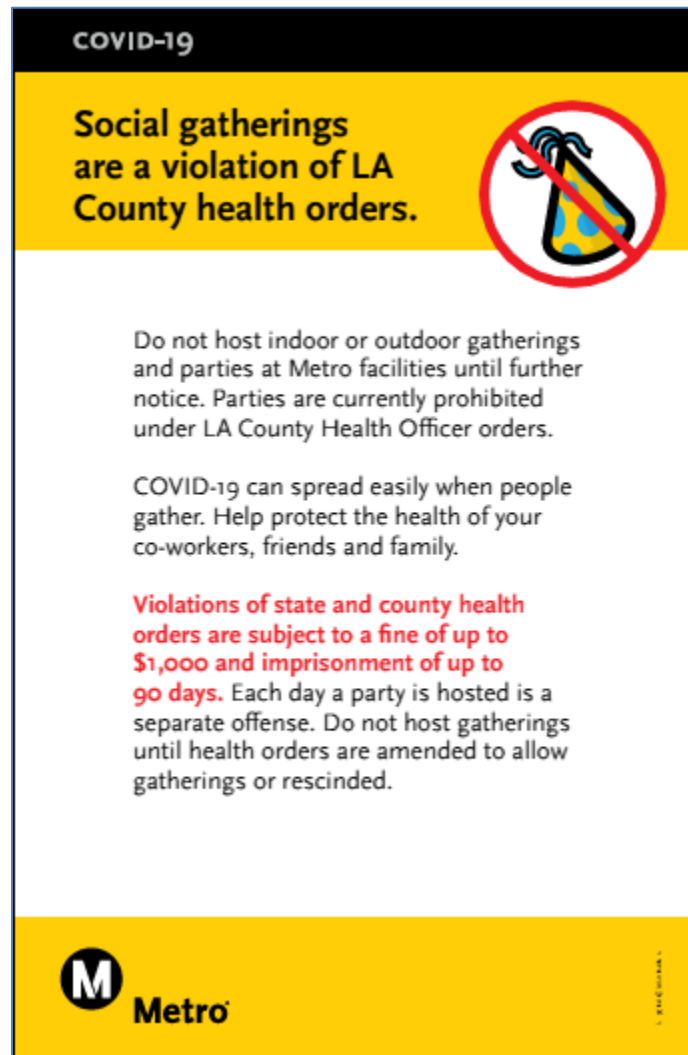 COVID-19
Social gatherings
are a violation of LA
County health orders.
Do not host indoor or outdoor gatherings
and parties at Metro facilities until further
notice. Parties are currently prohibited
under LA County Health Officer orders.
COVID-19 can spread easily when people
gather. Help protect the health of your
co-workers, friends and family.
Violations of state and county health
orders are subject to a fine of up to
$1,000 and imprisonment of up to
90 days. Each day a party is hosted is a
separate offense. Do not host gatherings
until health orders are amended to allow
gatherings or rescinded.
M
Metro